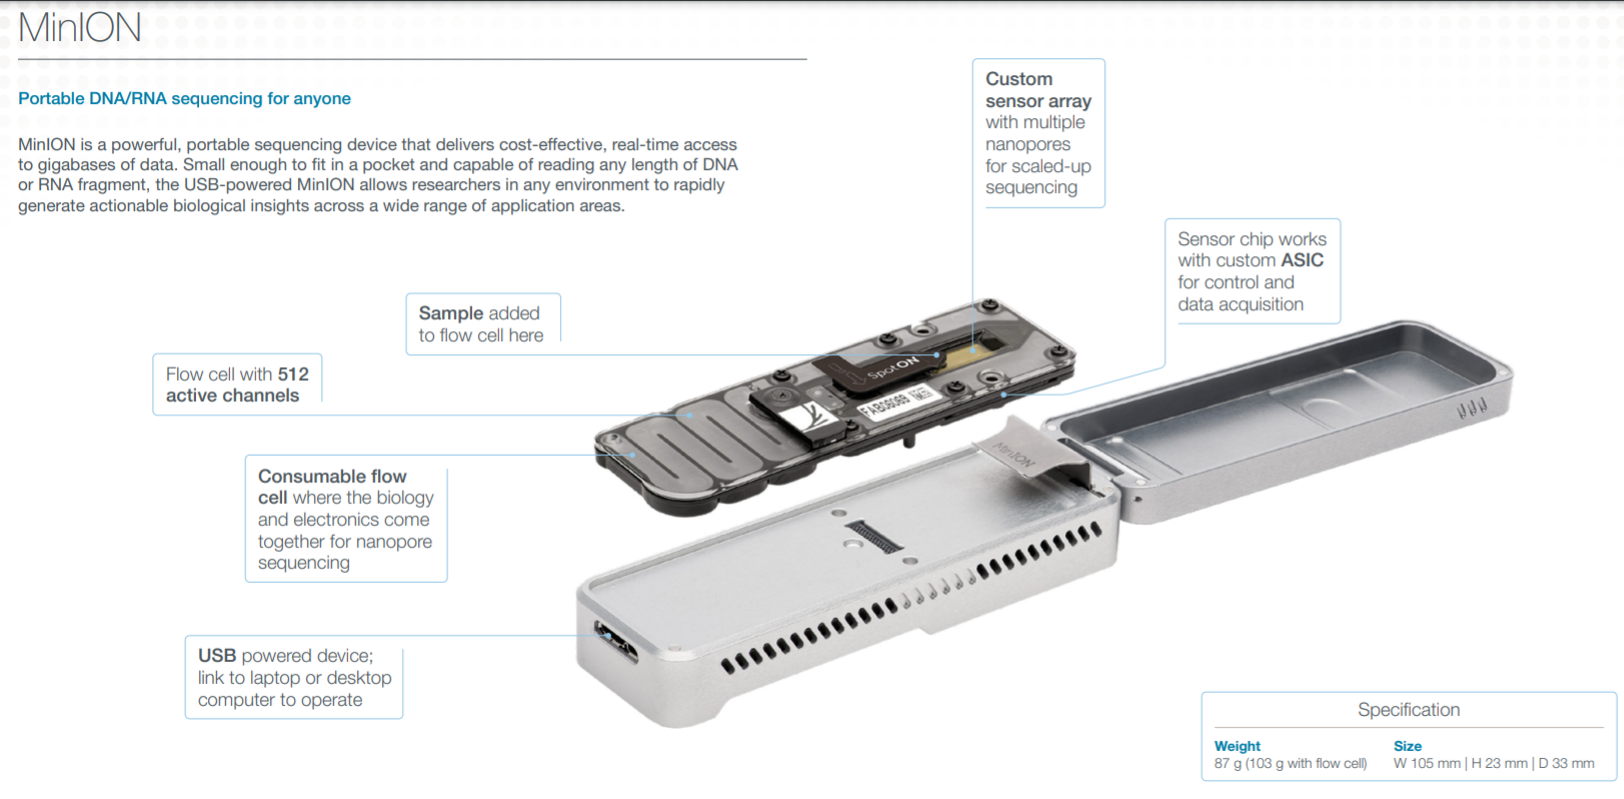 MinION
Portable DNA/RNA sequencing for anyone
MinION is a powerful, portable sequencing device that delivers cost-effective, real-time access
to gigabases of data. Small enough to fit in a pocket and capable of reading any length of DNA
or RNA fragment, the USB-powered MinION allows researchers in any environment to rapidly
generate actionable biological insights across a wide range of application areas.
Custom
sensor array
with multiple
nanopores
for scaled-up
sequencing
Sensor chip works
with custom ASIC
for control and
data acquisition
Sample added
to flow cell here
Flow cell with 512
active channels
Consumable flow
cell where the biology
and electronics come
together for nanopore
sequencing
USB powered device;
link to laptop or desktop
computer to operate
SpotON
MinION
Specification
Weight
87 g (103 g with flow cell)
Size
W 105 mm | H 23 mm | D 33 mm